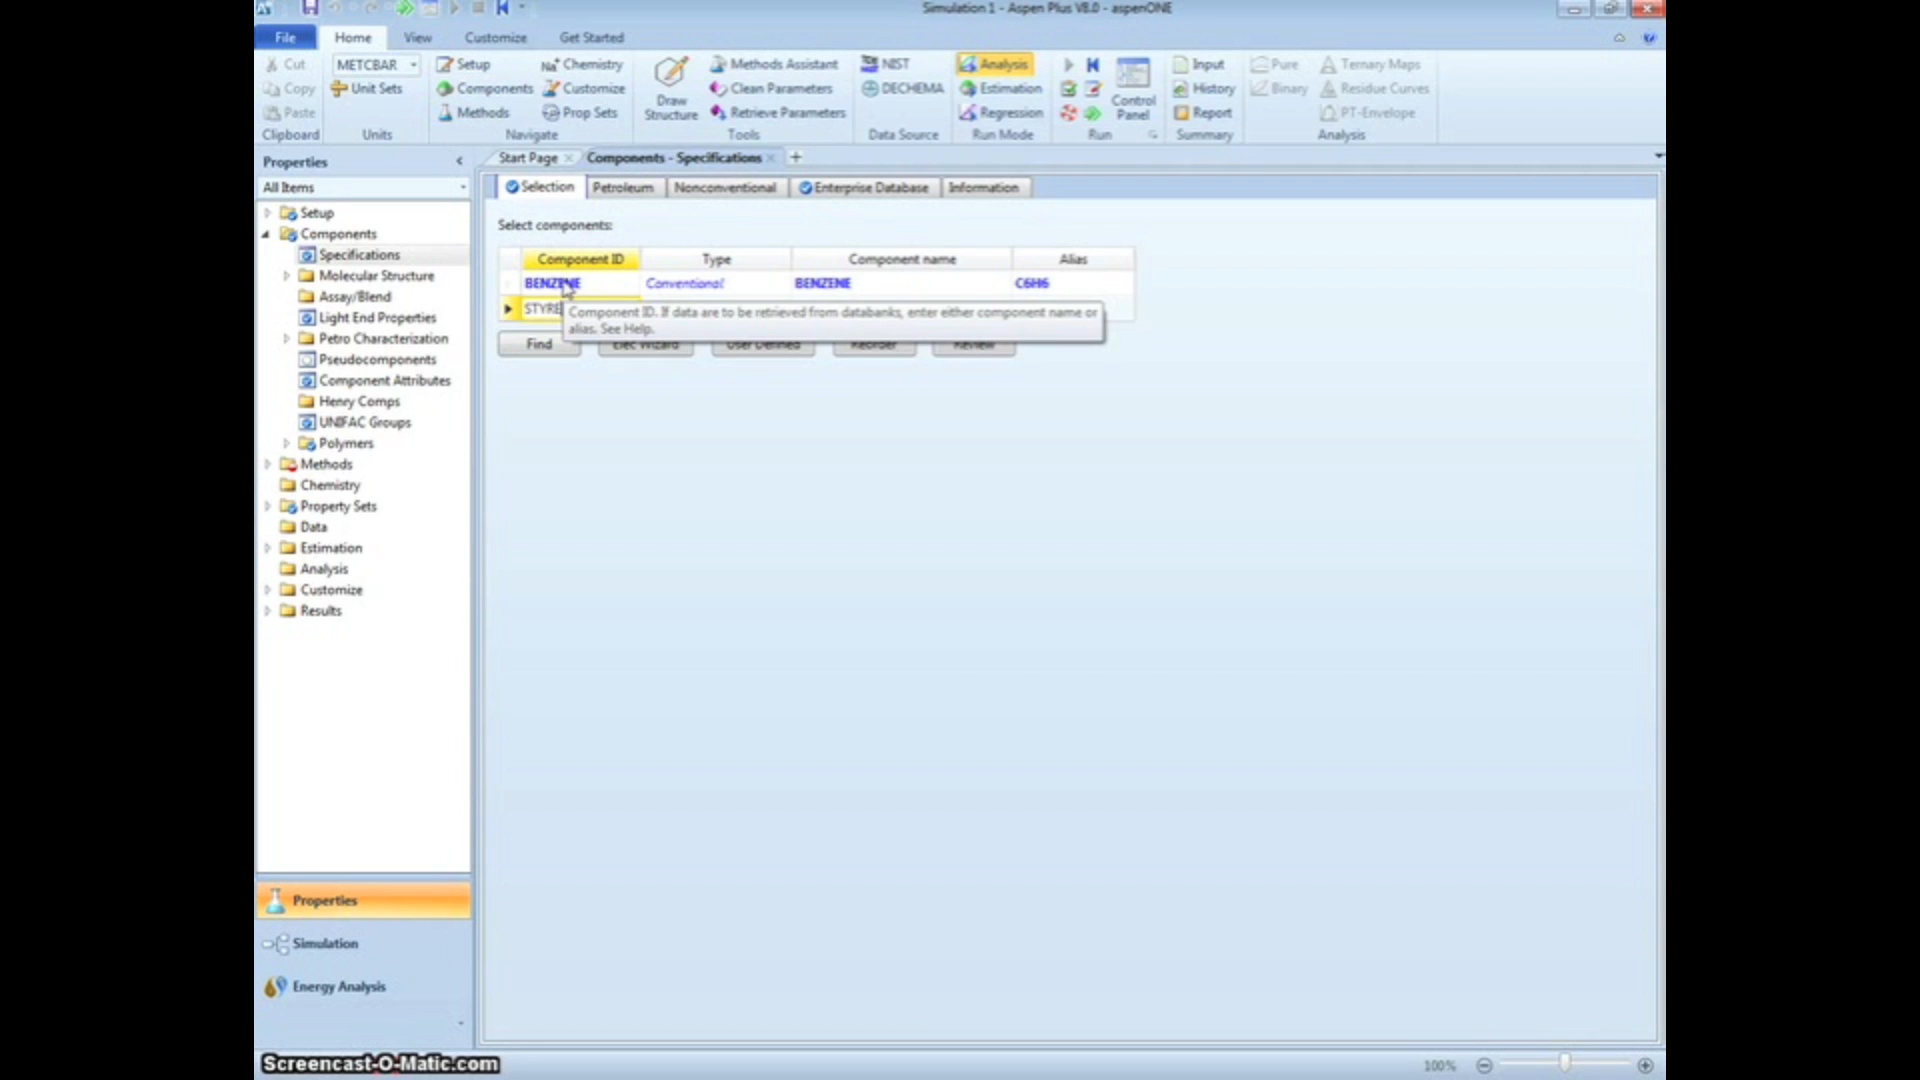 Simulation 1 - Aspen Plus V8.0 - aspenONE
File Home View Customize Get Started
Cut METCBAR Setup Chemistry Methods Assistant NIST Analysis Input Pure Ternary Maps
Copy Unit Sets Components Customize Clean Parameters DECHEMA Estimation History Binary Residue Curves
Paste Methods Prop Sets Draw Structure Retrieve Parameters Regression Control Panel Report PT-Envelope
Clipboard Units Navigate Tools Data Source Run Mode Run Summary Analysis
Properties Start Page Components - Specifications
All Items Selection Petroleum Nonconventional Enterprise Database Information
Setup
Components
Specifications
Molecular Structure
Assay/Blend
Light End Properties
Petro Characterization
Pseudocomponents
Component Attributes
Henry Comps
UNIFAC Groups
Polymers
Methods
Chemistry
Property Sets
Data
Estimation
Analysis
Customize
Results
Select components:
Component ID Type Component name Alias
BENZENE Conventional BENZENE C6H6
STYRE
Component ID. If data are to be retrieved from databanks, enter either component name or
alias. See Help.
Find Elec Wizard User Defined Reorder Review
Properties
Simulation
Energy Analysis
Screencast-O-Matic.com 100%